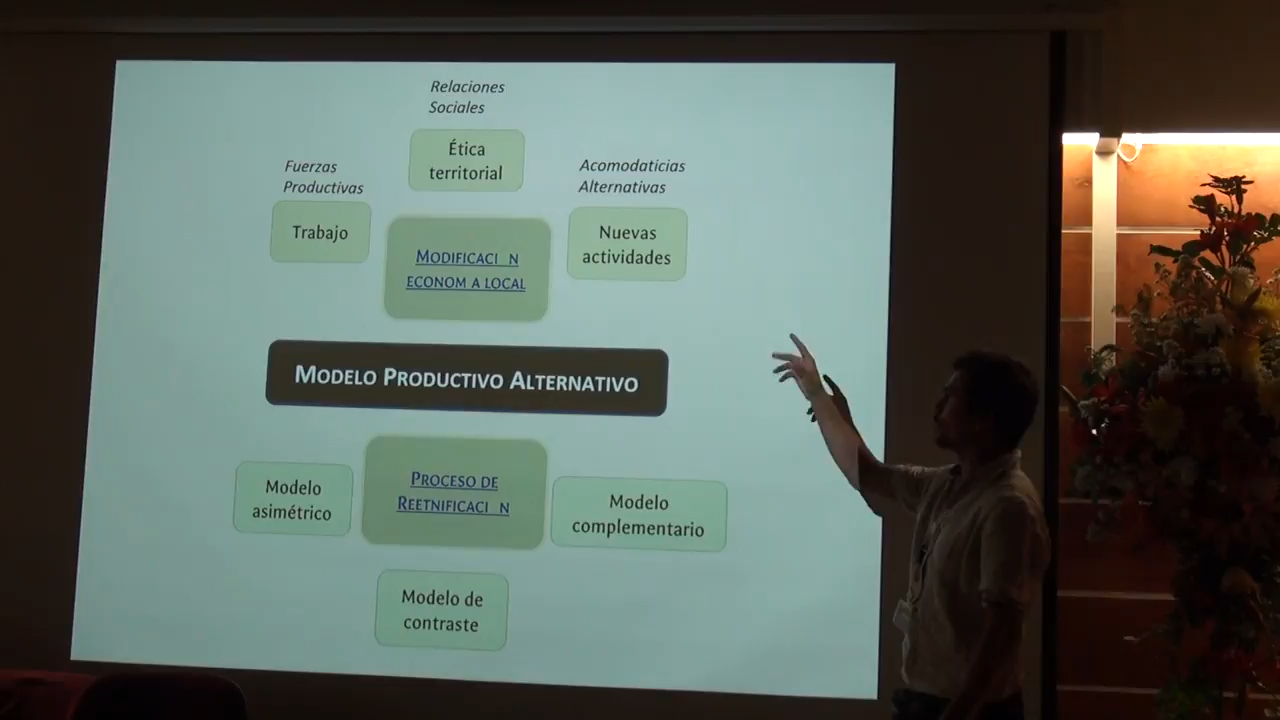 Relaciones
Sociales
Ética
territorial
Fuerzas
Productivas
Trabajo
Acomodaticias
Alternativas
Nuevas
actividades
MODIFICACI N
ECONOM A LOCAL
MODELO PRODUCTIVO ALTERNATIVO
Modelo
asimétrico
PROCESO DE
REETNIFICACI N
Modelo
complementario
Modelo de
contraste